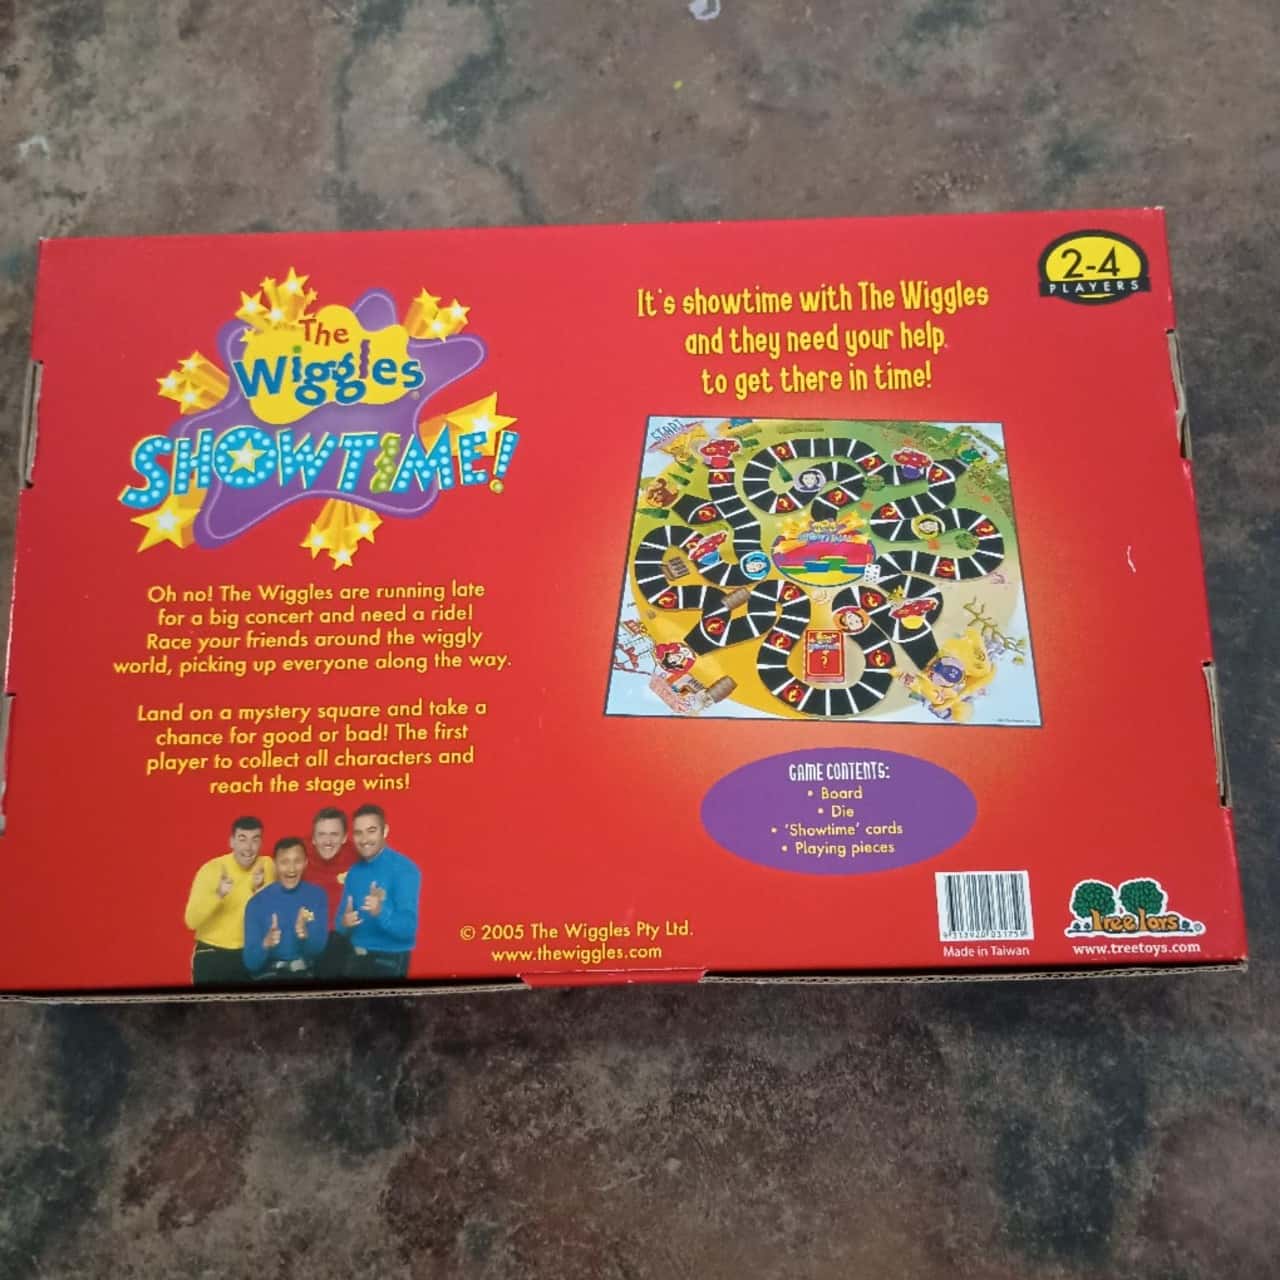 The
Wiggles
SHOWTIME!
Oh no! The Wiggles are running late
for a big concert and need a ride!
Race your friends around the wiggly
world, picking up everyone along the way.
Land on a mystery square and take a
chance for good or bad! The first
player to collect all characters and
reach the stage wins!
© 2005 The Wiggles Pty Ltd.
www.thewiggles.com
2-4
PLAYERS
It's showtime with The Wiggles
and they need your help
to get there in time!
START
GAME CONTENTS:
• Board
• Die
• 'Showtime' cards
• Playing pieces
Made in Taiwan
Tree Toys
www.treetoys.com